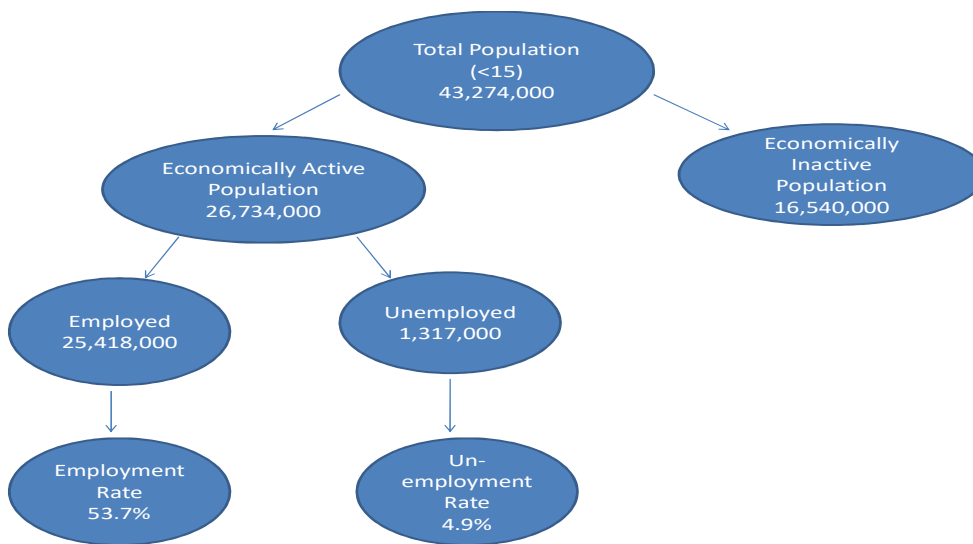 Total Population
(<15)
43,274,000
Economically Active
Population
26,734,000
Economically
Inactive
Population
16,540,000
Employed
25,418,000
Unemployed
1,317,000
Employment
Rate
53.7%
Un-
employment
Rate
4.9%